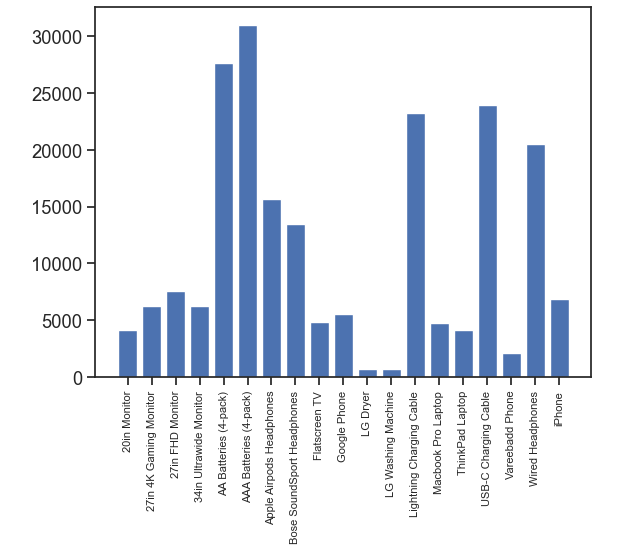 30000
25000
20000
15000
10000
5000
0
20in Monitor
27in 4K Gaming Monitor
27in FHD Monitor
34in Ultrawide Monitor
AA Batteries (4-pack)
AAA Batteries (4-pack)
Apple Airpods Headphones
Bose SoundSport Headphones
Flatscreen TV
Google Phone
LG Dryer
LG Washing Machine
Lightning Charging Cable
Macbook Pro Laptop
ThinkPad Laptop
USB-C Charging Cable
Vareebadd Phone
Wired Headphones
iPhone